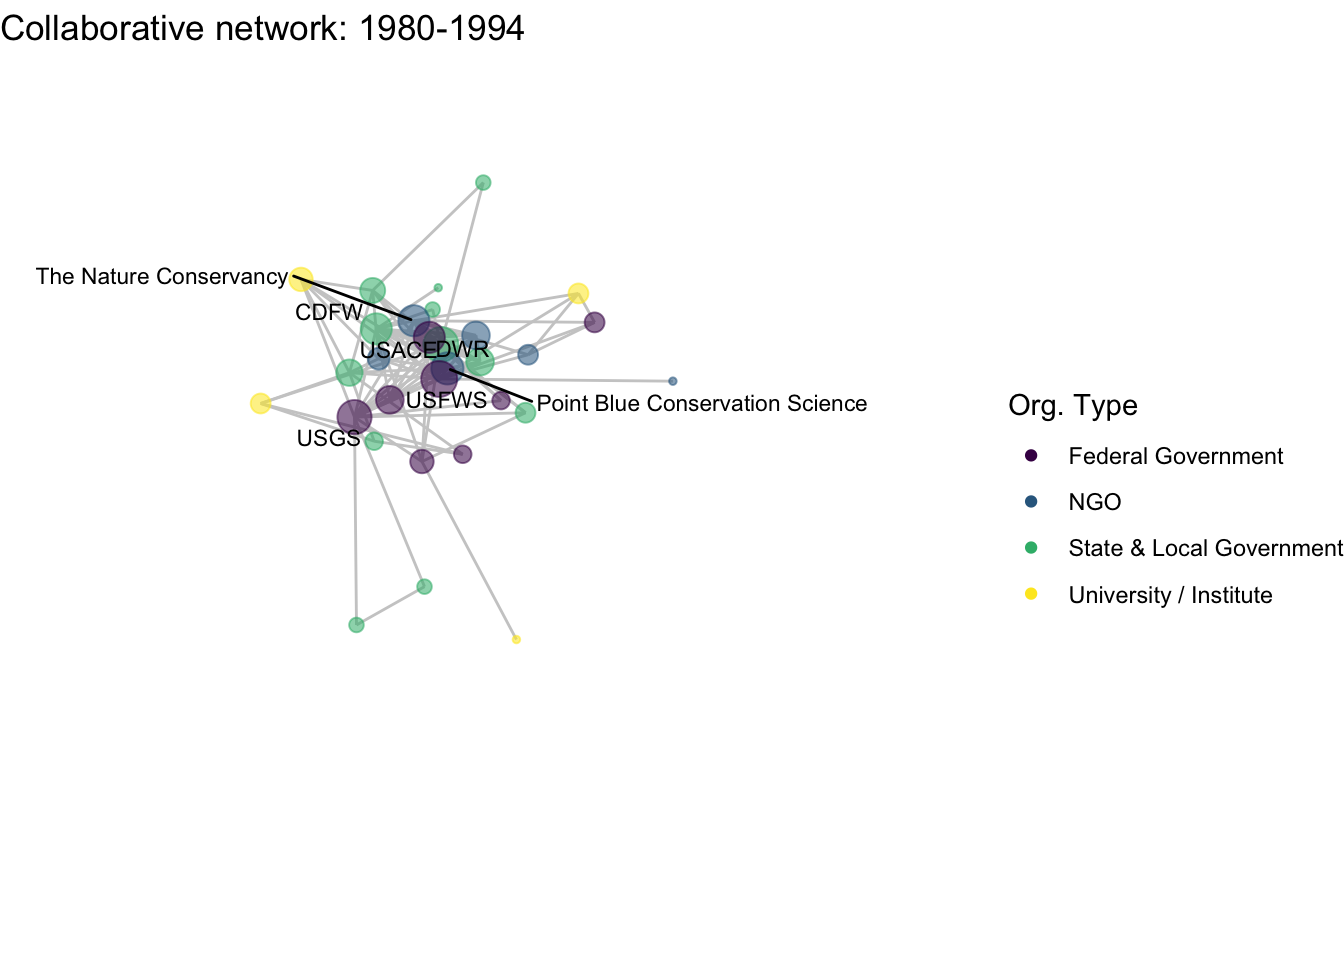 Collaborative network: 1980-1994
The Nature Conservancy
CDFW
USACE
DWR
USFWS
Point Blue Conservation Science
USGS
Org. Type
Federal Government
NGO
State & Local Government
University / Institute